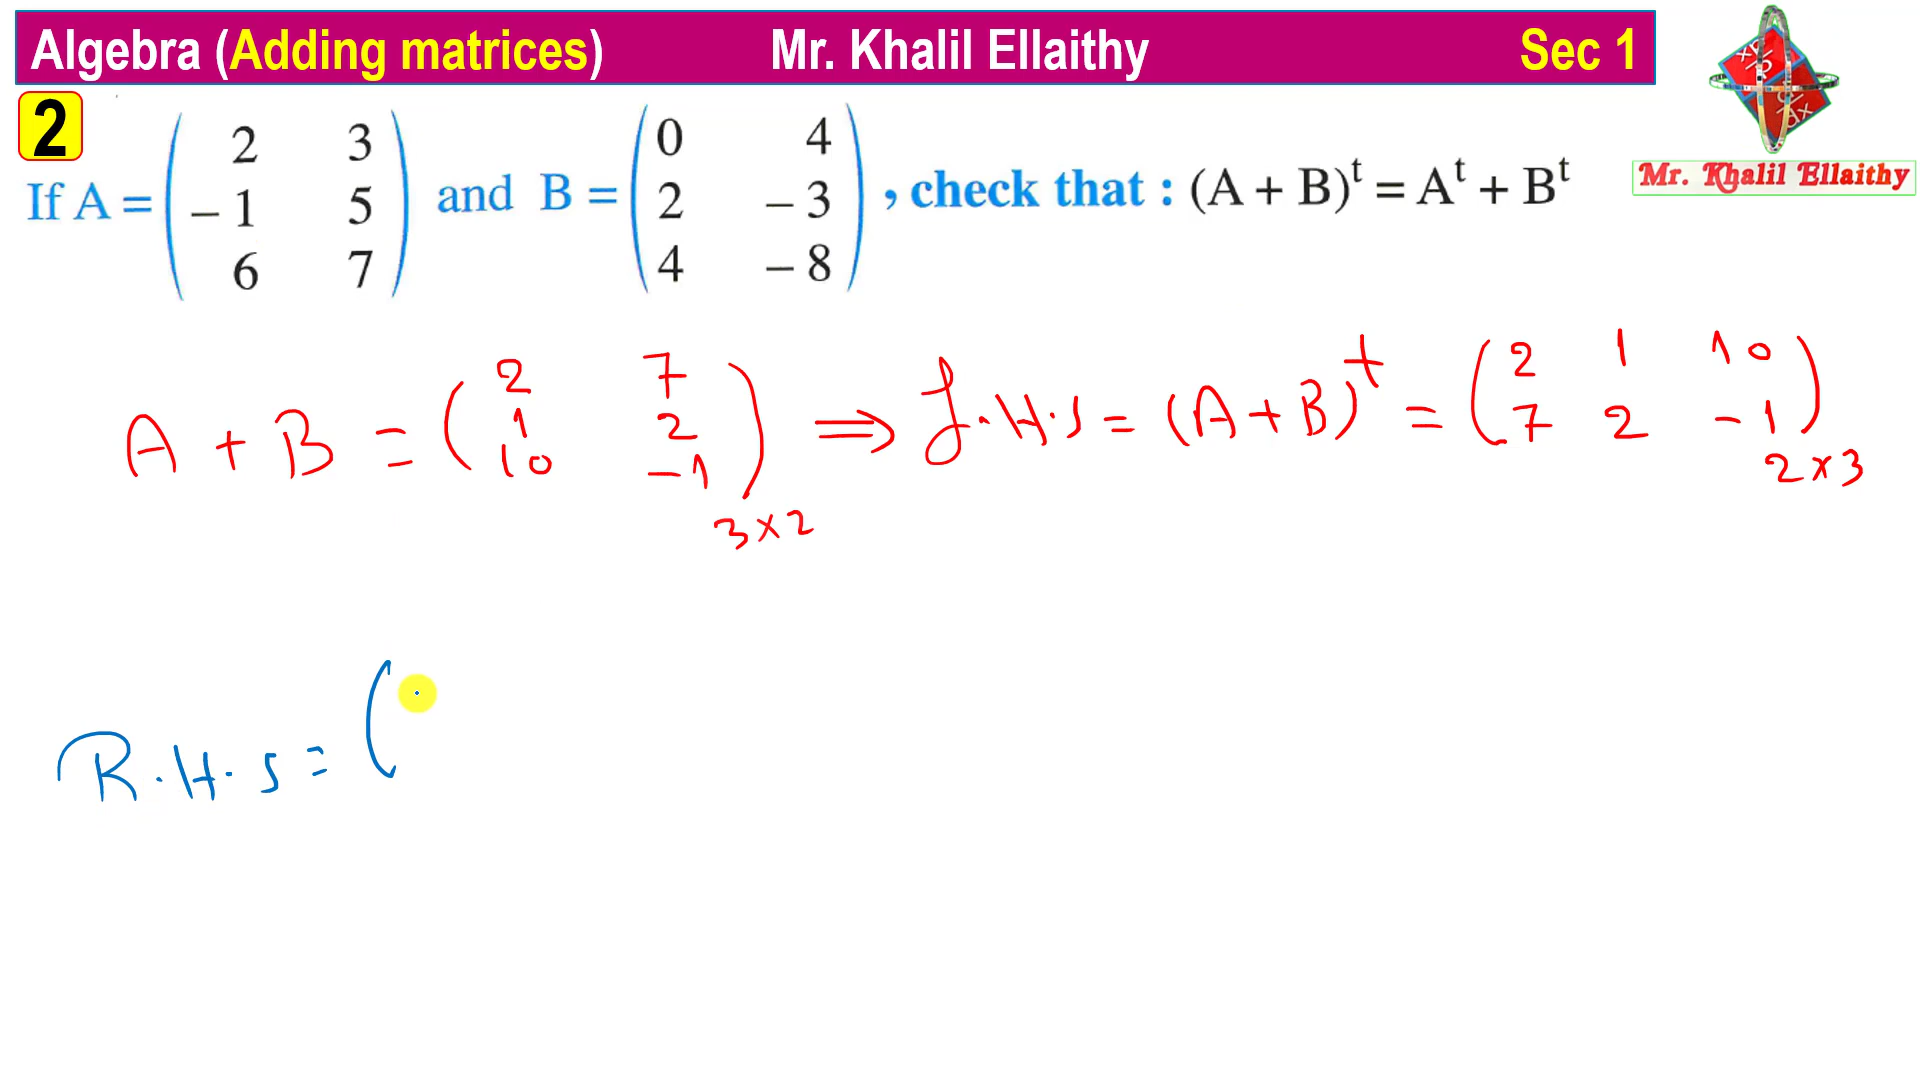 Algebra (Adding matrices) Mr. Khalil Ellaithy Sec 1
Mr. Khalil Ellaithy
2
If A = ( 2 3
– 1 5
6 7 ) and B = ( 0 4
2 – 3
4 – 8 ) , check that : (A + B)ᵗ = Aᵗ + Bᵗ
A + B = ( 2 7
1 2
10 -1 ) 3×2
⇒ L.H.S = (A+B)ᵗ = ( 2 1 10
7 2 -1 ) 2×3
R.H.S = (